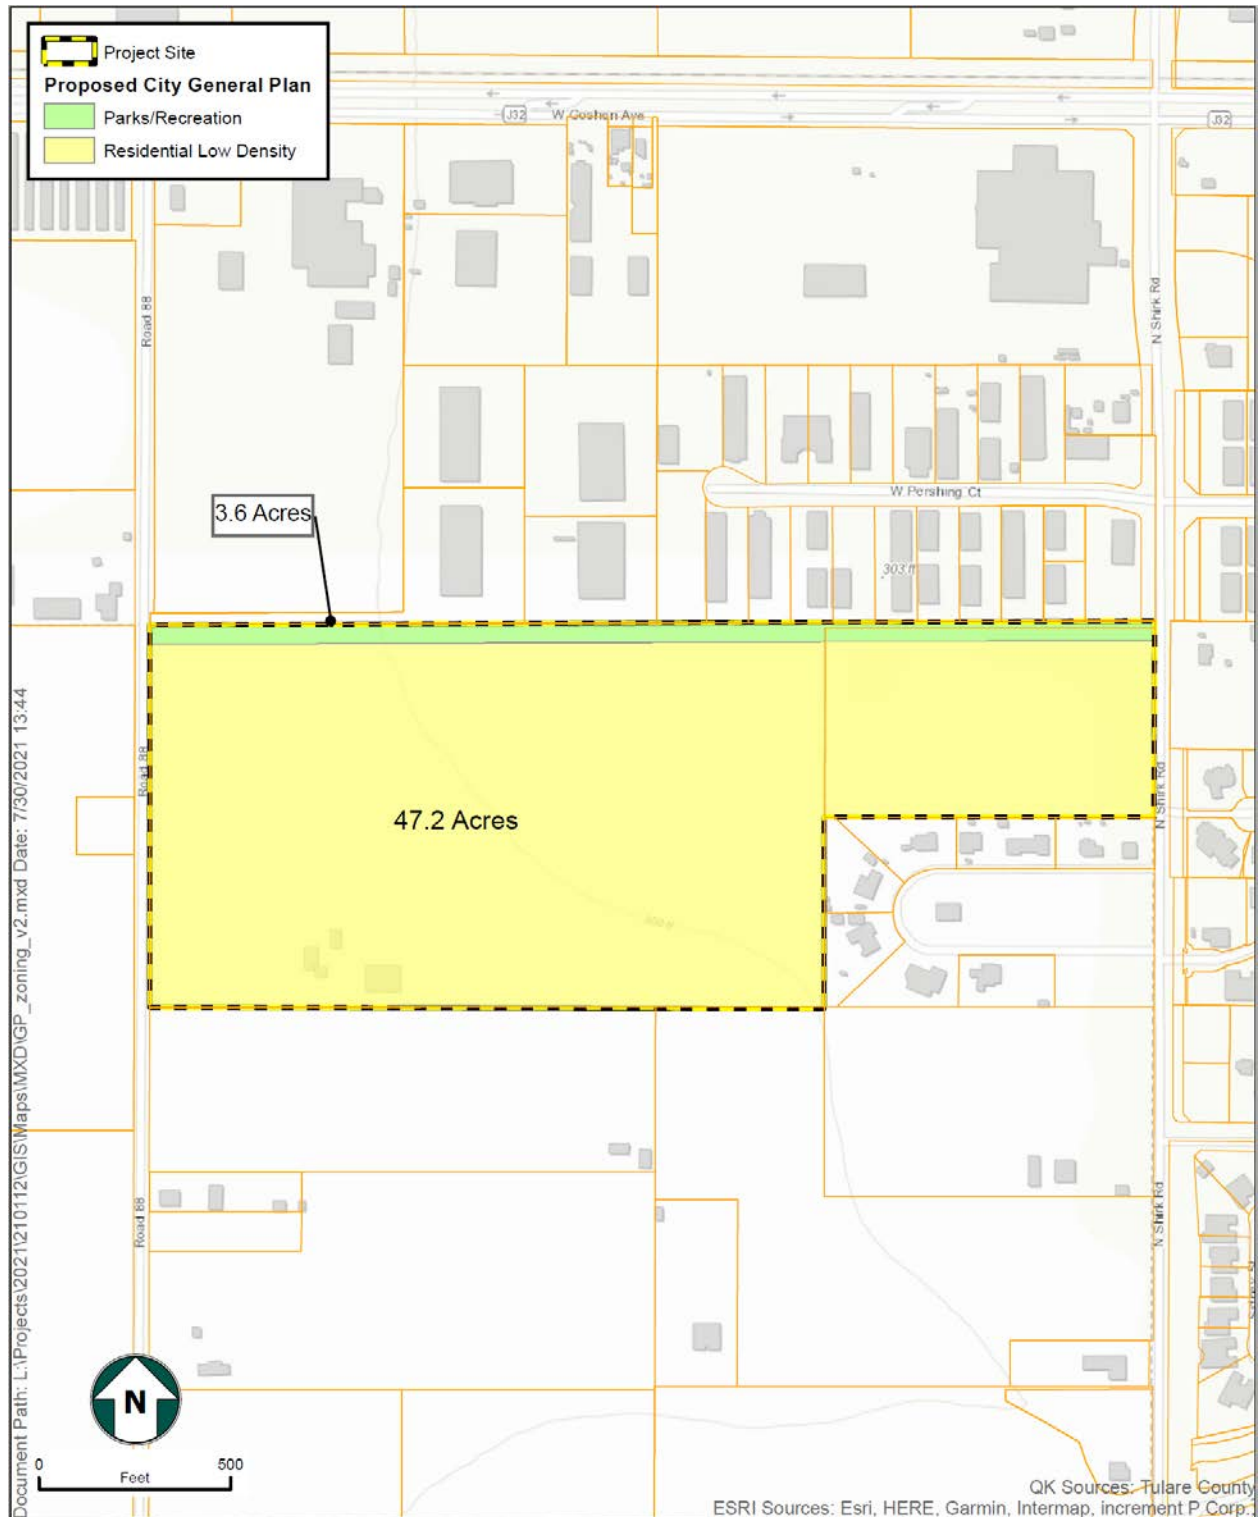 Project Site
Proposed City General Plan
Parks/Recreation
Residential Low Density
J32
W Goshen Ave
J32
Road 88
N Shirk Rd
W Pershing Ct
3.6 Acres
303 ft
Road 88
N Shirk Rd
47.2 Acres
Road 88
N Shirk Rd
N
0
500
Feet
Document Path: L:\Projects\2021\210112\GIS\Maps\MXD\GP_zoning_v2.mxd Date: 7/30/2021 13:44
QK Sources: Tulare County
ESRI Sources: Esri, HERE, Garmin, Intermap, increment P Corp.